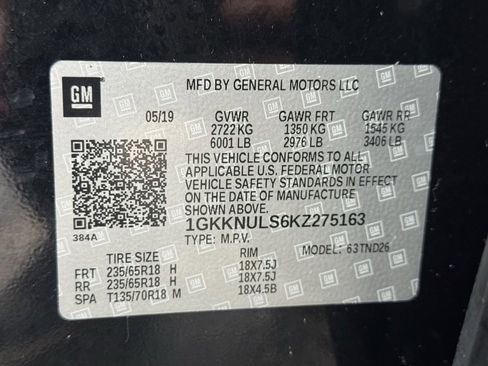 GM
MFD BY GENERAL MOTORS LLC
05/19 GVWR GAWR FRT GAWR RR
2722 KG 1350 KG 1545 KG
6001 LB 2976 LB 3406 LB
THIS VEHICLE CONFORMS TO ALL
APPLICABLE U.S. FEDERAL MOTOR
VEHICLE SAFETY STANDARDS IN EFFECT
ON THE DATE OF MANUFACTURE
SHOWN ABOVE.
1GKKNULS6KZ275163
384A TYPE: M.P.V. MODEL: 63TND26
TIRE SIZE RIM
FRT 235/65R18 H 18X7.5J
RR 235/65R18 H 18X7.5J
SPA T135/70R18 M 18X4.5B